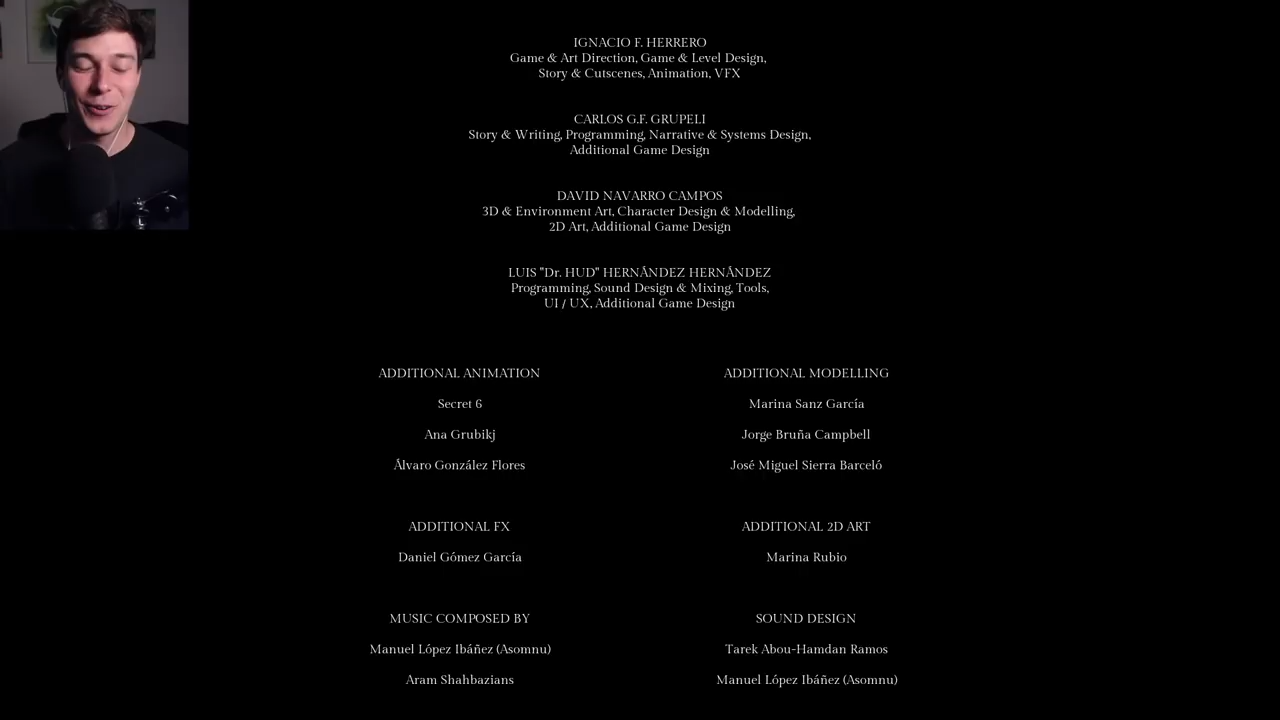 IGNACIO F. HERRERO
Game & Art Direction, Game & Level Design,
Story & Cutscenes, Animation, VFX
CARLOS G.F. GRUPELI
Story & Writing, Programming, Narrative & Systems Design,
Additional Game Design
DAVID NAVARRO CAMPOS
3D & Environment Art, Character Design & Modelling,
2D Art, Additional Game Design
LUIS "Dr. HUD" HERNÁNDEZ HERNÁNDEZ
Programming, Sound Design & Mixing, Tools,
UI / UX, Additional Game Design
ADDITIONAL ANIMATION
Secret 6
Ana Grubikj
Álvaro González Flores
ADDITIONAL MODELLING
Marina Sanz García
Jorge Bruña Campbell
José Miguel Sierra Barceló
ADDITIONAL FX
Daniel Gómez García
ADDITIONAL 2D ART
Marina Rubio
MUSIC COMPOSED BY
Manuel López Ibáñez (Asomnu)
Aram Shahbazians
SOUND DESIGN
Tarek Abou-Hamdan Ramos
Manuel López Ibáñez (Asomnu)